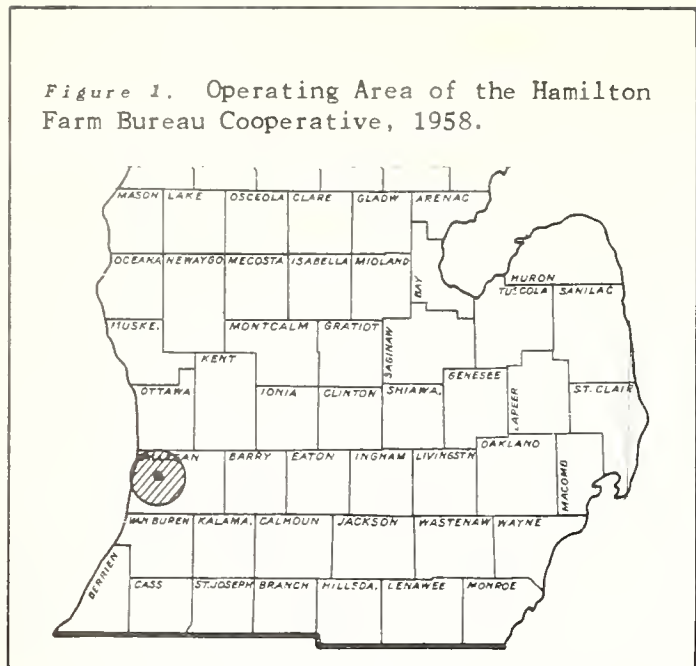 Figure 1. Operating Area of the Hamilton
Farm Bureau Cooperative, 1958.
MASON LAKE OSCEOLA CLARE GLADW ARENAC
OCEANA NEWAYGO MECOSTA ISABELLA MIDLAND
BAY
HURON
TUSCOLA SANILAC
MUSKE.
MONTCALM GRATIOT
SAGINAW
KENT
GENESEE
OTTAWA
IONIA CLINTON SHIAWA.
LAPEER
ST. CLAIR
OAKLAND
BARRY EATON INGHAM LIVINGSTN
MACOMB
VAN BUREN KALAMA. CALHOUN JACKSON WASTENAW WAYNE
BERRIEN
CASS ST. JOSEPH BRANCH HILLSDA. LENAWEE MONROE